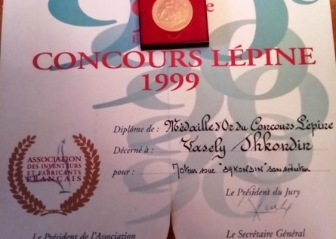 CONCOURS LÉPINE
1999
Diplôme de : Médaille d'Or du Concours Lépine
Décerné à : Vasely Shkondin
pour : Moteur roue "SHKONDIN" sans
ASSOCIATION
DES INVENTEURS
ET FABRICANTS
FRANÇAIS
Le Président du Jury
Le Président de l'Association
Le Secrétaire Général